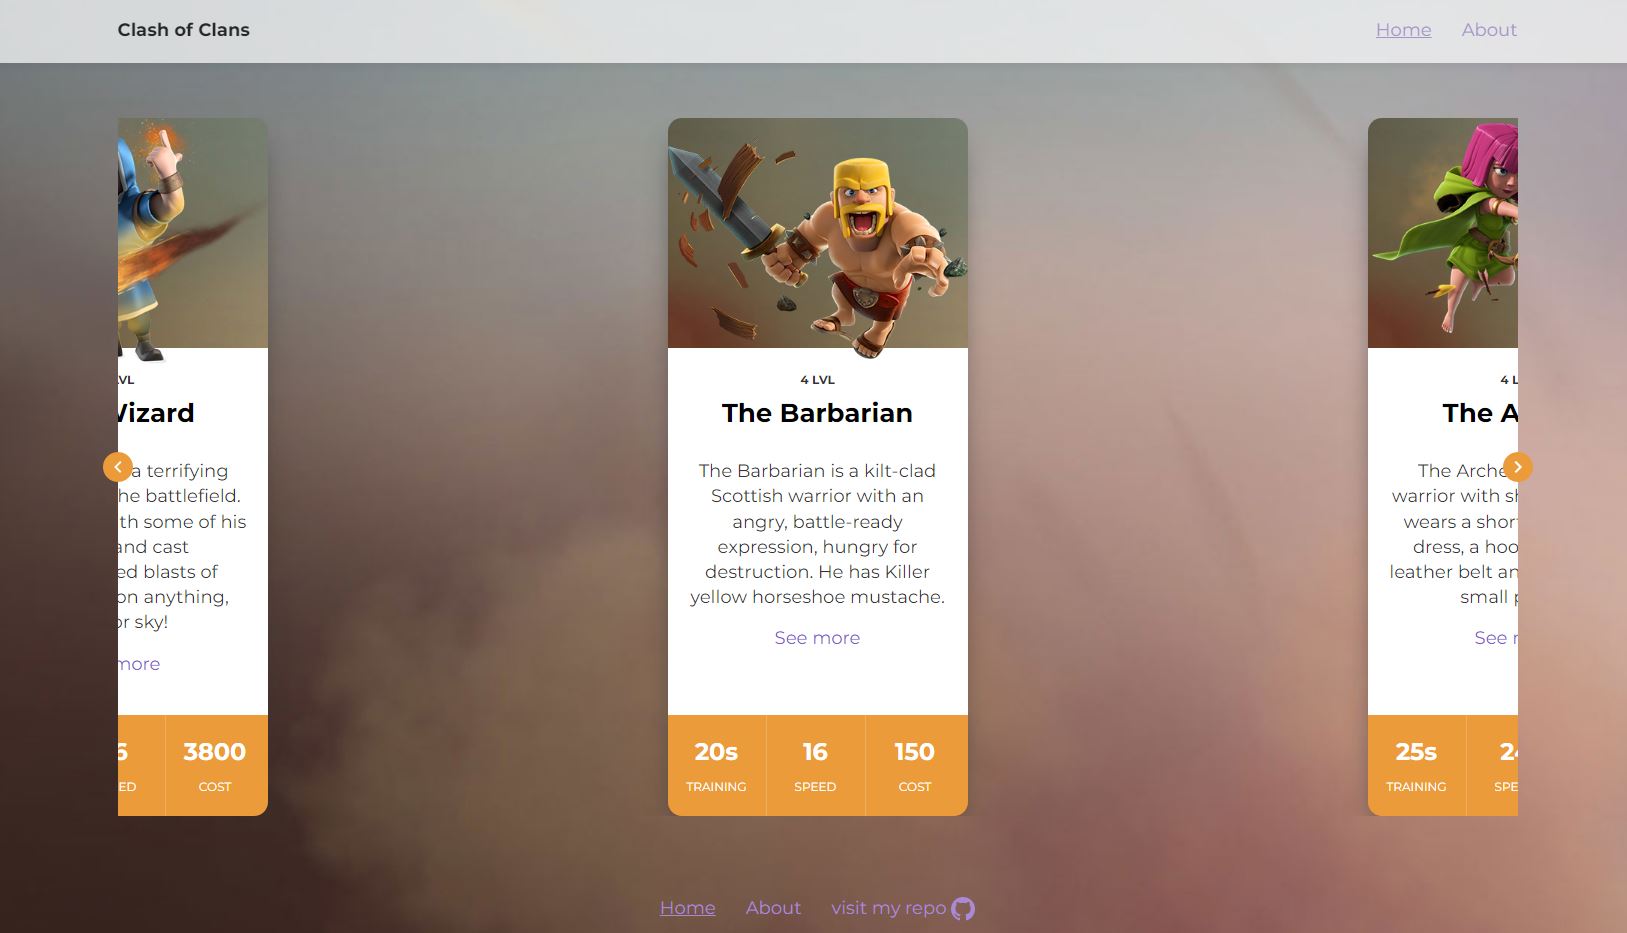 Clash of Clans
Home
About
LVL
Wizard
a terrifying
he battlefield.
th some of his
and cast
ed blasts of
on anything,
or sky!
more
3800
COST
4 LVL
The Barbarian
The Barbarian is a kilt-clad
Scottish warrior with an
angry, battle-ready
expression, hungry for
destruction. He has Killer
yellow horseshoe mustache.
See more
20s
16
150
TRAINING
SPEED
COST
4 L
The A
The Arche
warrior with sh
wears a short
dress, a hoo
leather belt an
small p
See
25s
TRAINING
SPE
Home
About
visit my repo